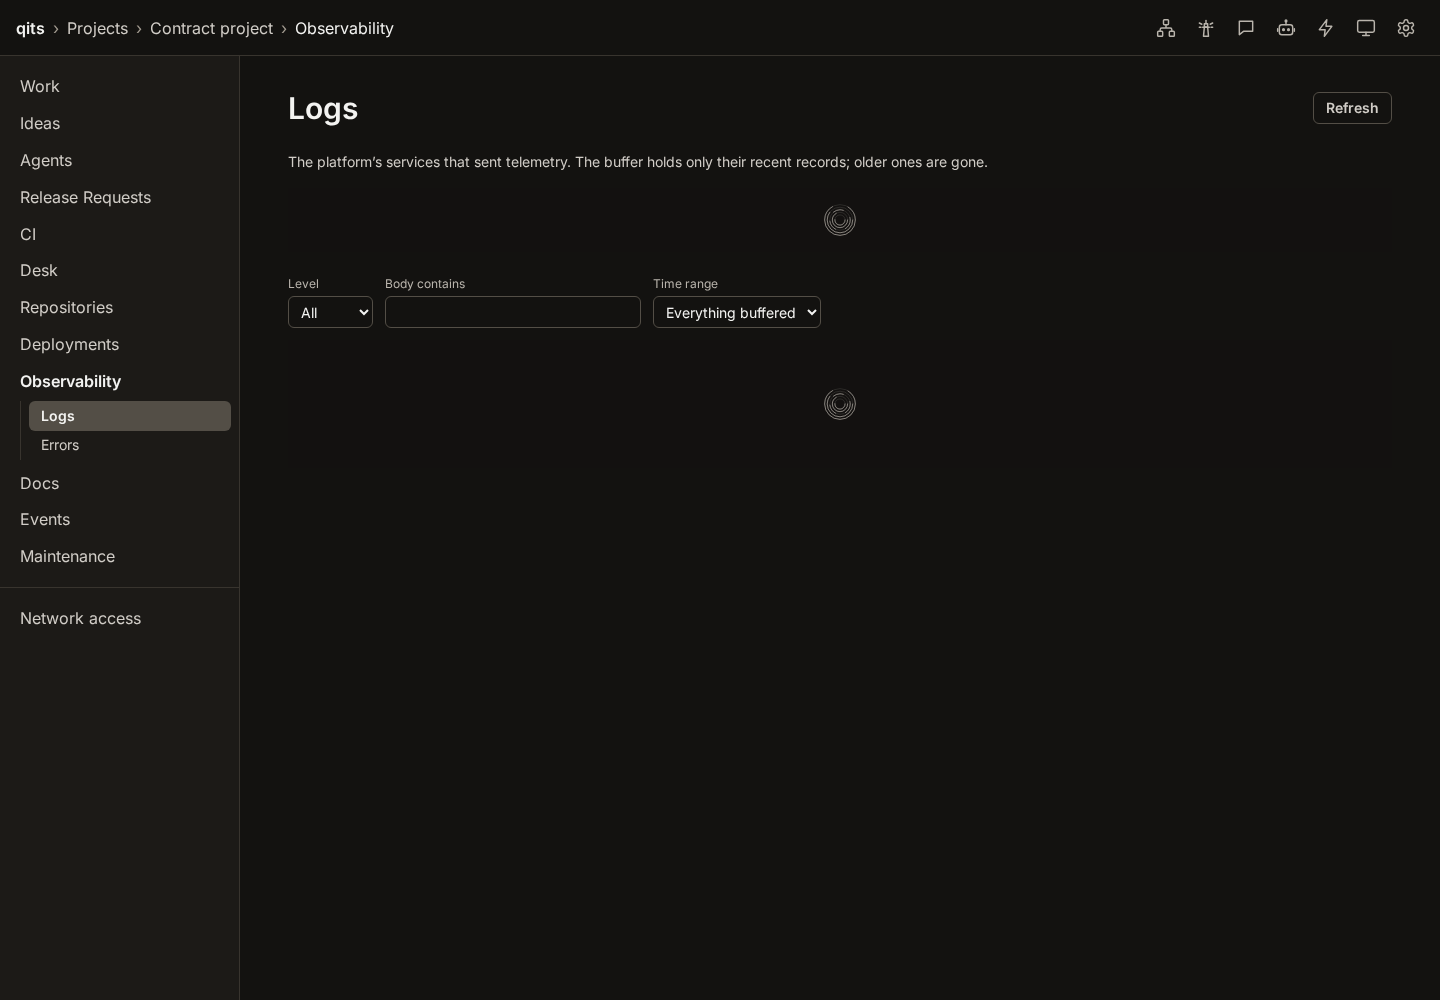 qits › Projects › Contract project › Observability
Work
Ideas
Agents
Release Requests
CI
Desk
Repositories
Deployments
Observability
Logs
Errors
Docs
Events
Maintenance
Network access
Logs
Refresh
The platform’s services that sent telemetry. The buffer holds only their recent records; older ones are gone.
Level
Body contains
Time range
All
Everything buffered